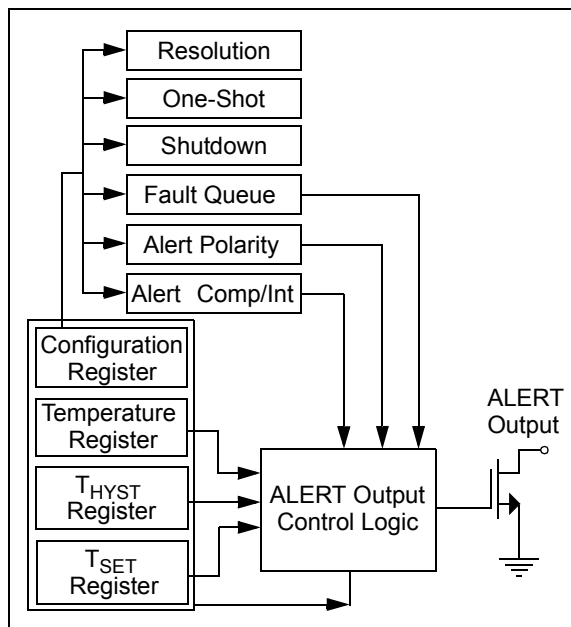 Resolution
One-Shot
Shutdown
Fault Queue
Alert Polarity
Alert Comp/Int
Configuration
Register
Temperature
Register
THYST
Register
TSET
Register
ALERT Output
Control Logic
ALERT
Output